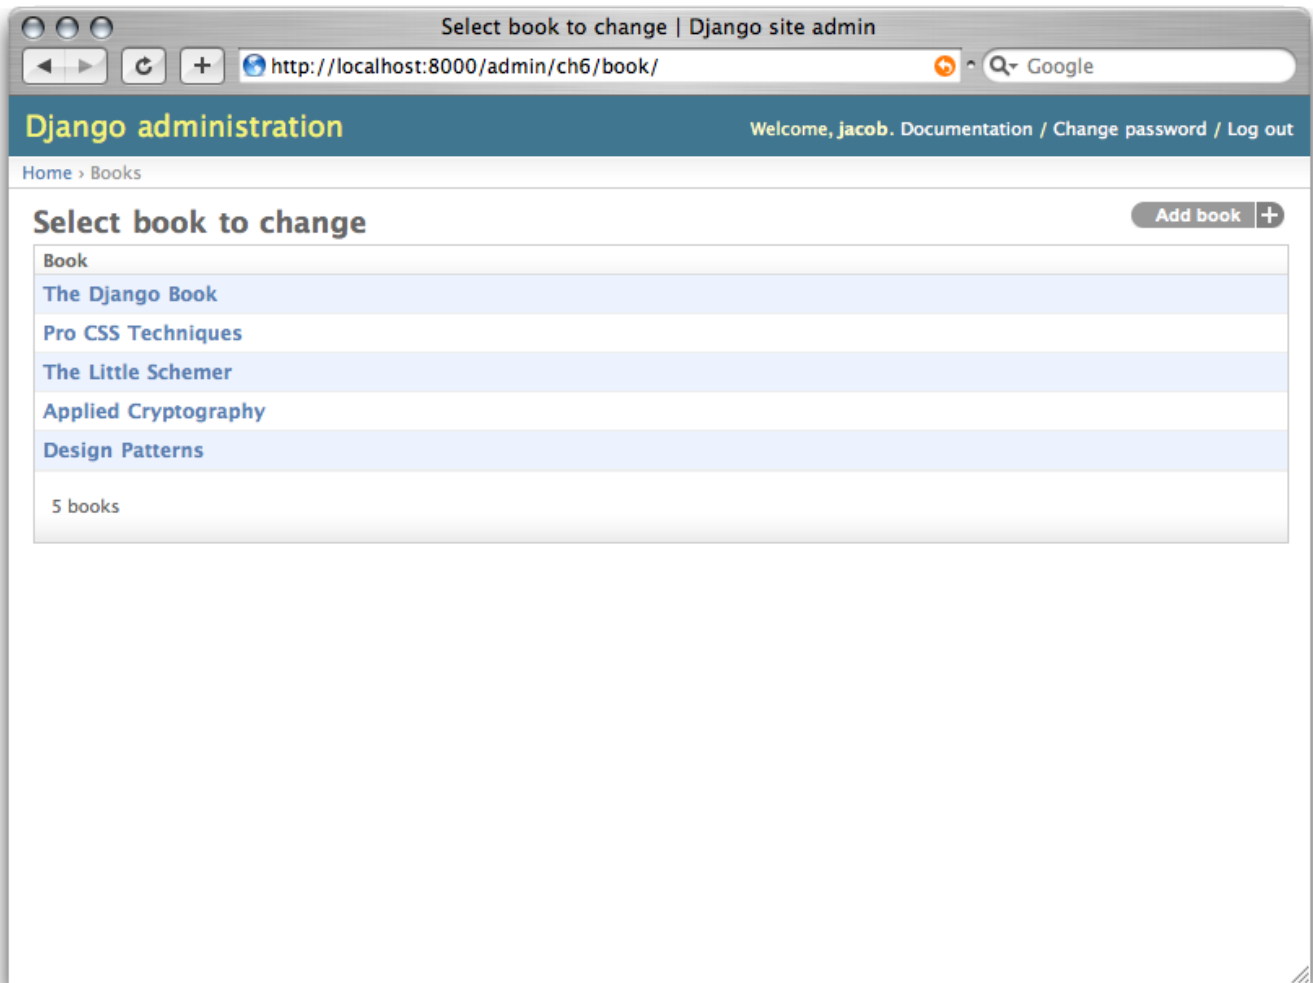 Select book to change | Django site admin
http://localhost:8000/admin/ch6/book/
Google
Django administration
Welcome, jacob. Documentation / Change password / Log out
Home › Books
Select book to change
Add book +
Book
The Django Book
Pro CSS Techniques
The Little Schemer
Applied Cryptography
Design Patterns
5 books